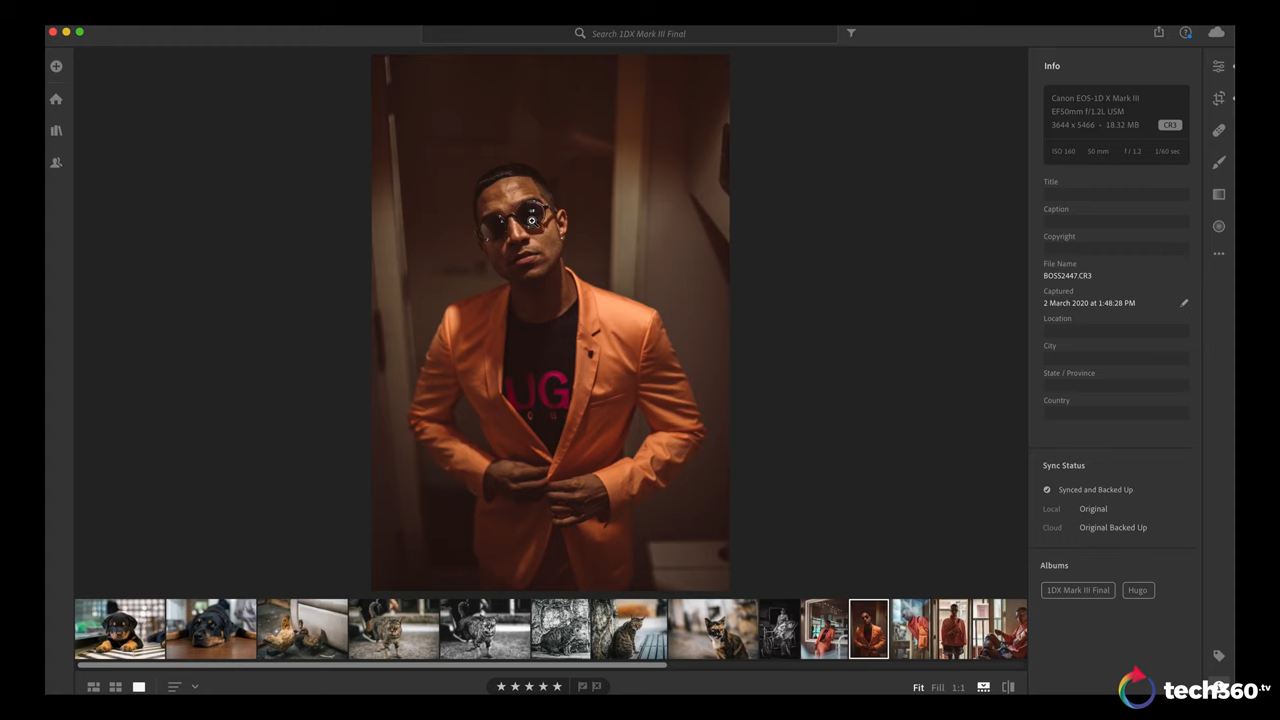 Search 1DX Mark III Final
Info
Canon EOS-1D X Mark III
EF50mm f/1.2L USM
3644 x 5466 - 18.32 MB CR3
ISO 160 50 mm f / 1.2 1/60 sec
Title
Caption
Copyright
File Name
BOSS2447.CR3
Captured
2 March 2020 at 1:48:28 PM
Location
City
State / Province
Country
UG
Sync Status
Synced and Backed Up
Local Original
Cloud Original Backed Up
Albums
1DX Mark III Final Hugo
Fit Fill 1:1
tech360.tv